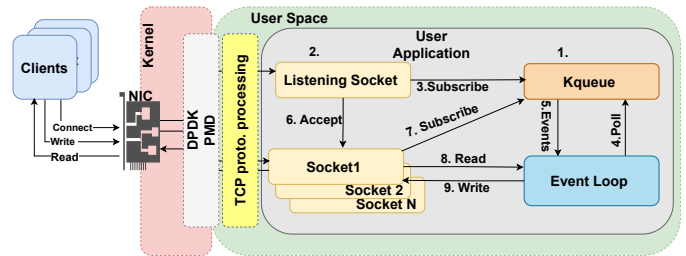 User Space
User
Application
Kernel
2.
1.
Clients
NIC
DPDK
PMD
TCP proto. processing
Listening Socket
3.Subscribe
Kqueue
Connect
Write
Read
6. Accept
7. Subscribe
5.Events
4.Poll
Socket1
8. Read
9. Write
Event Loop
Socket 2
Socket N